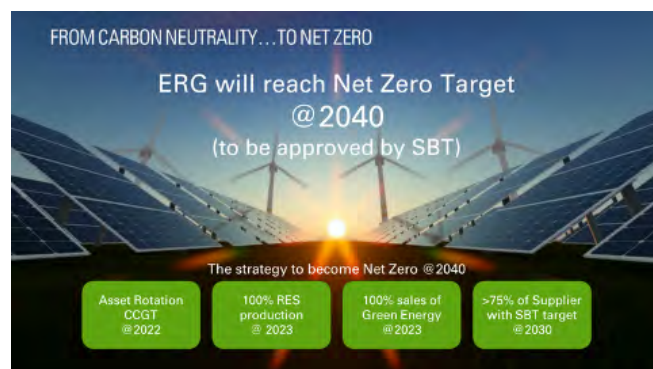 FROM CARBON NEUTRALITY...TO NET ZERO
ERG will reach Net Zero Target
@2040
(to be approved by SBT)
The strategy to become Net Zero @2040
Asset Rotation
CCGT
@2022
100% RES
production
@ 2023
100% sales of
Green Energy
@2023
>75% of Supplier
with SBT target
@2030